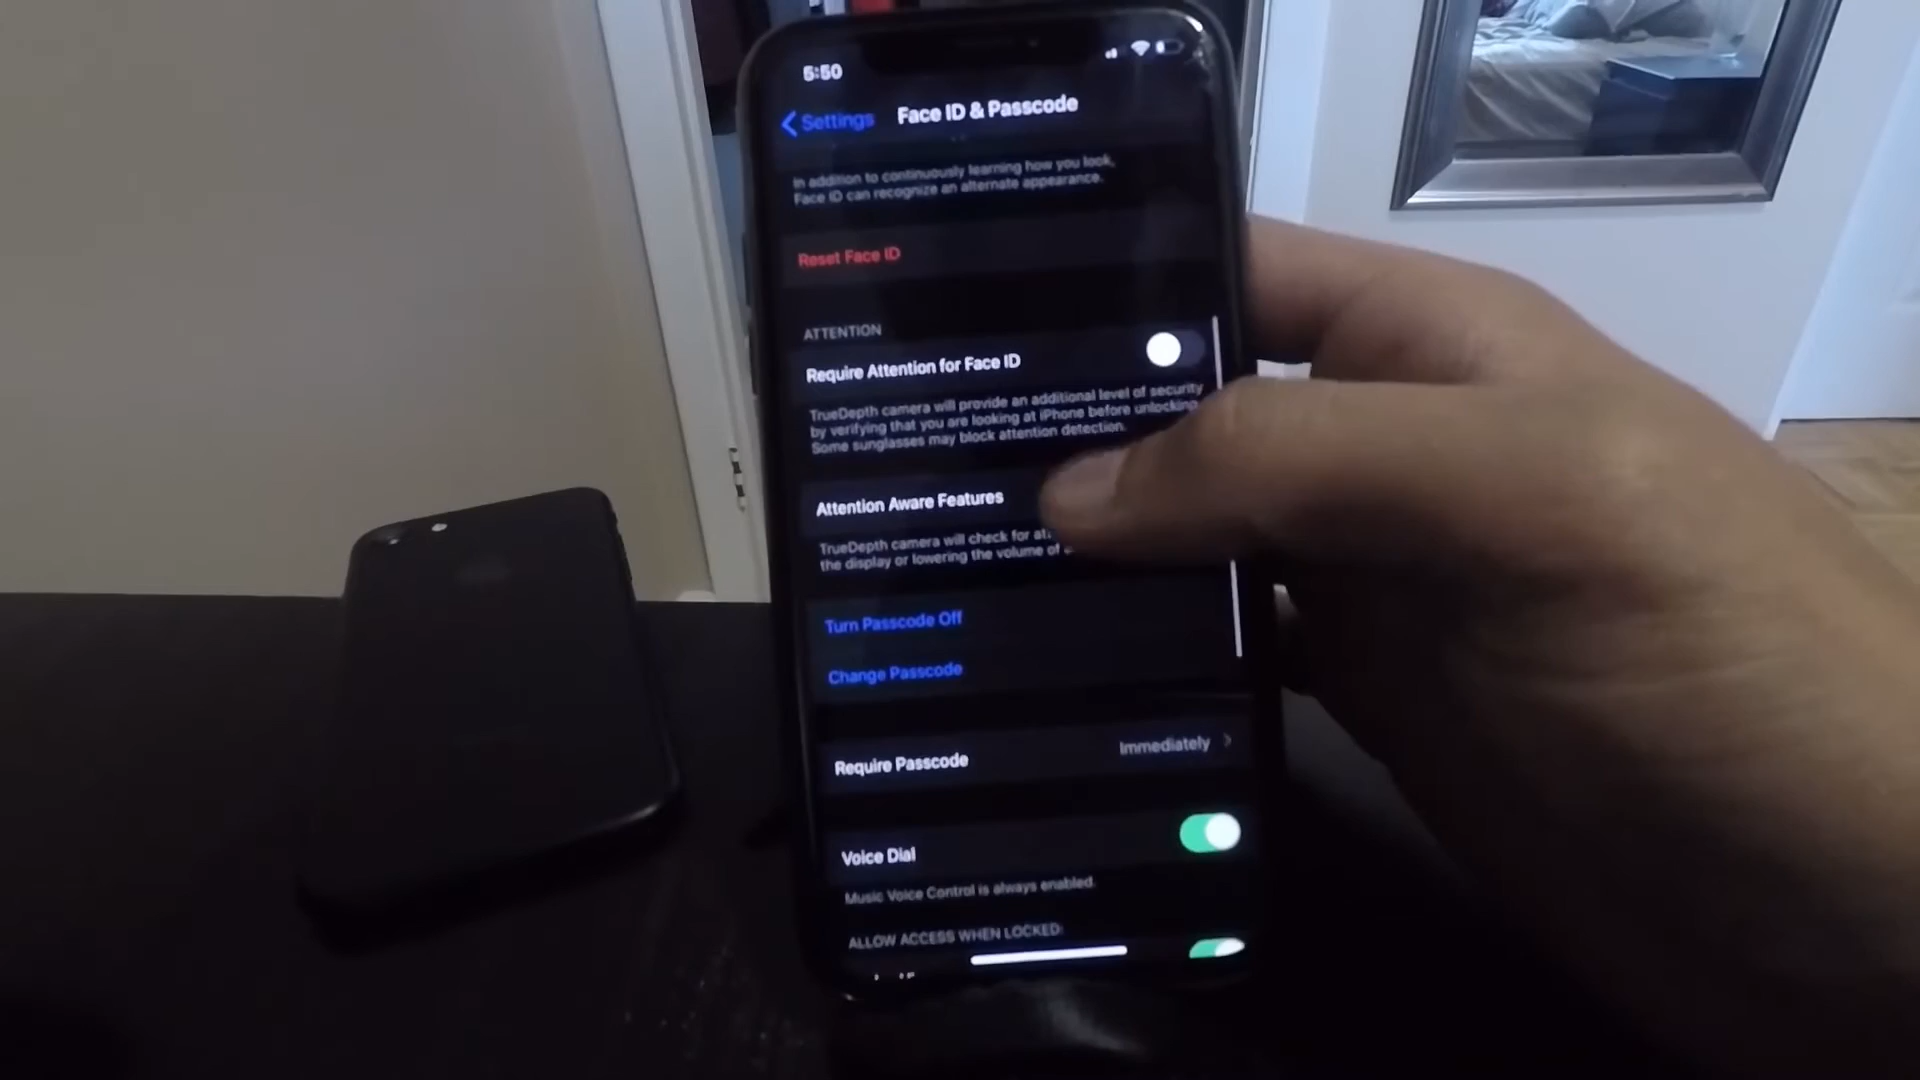 5:50
Settings
Face ID & Passcode
In addition to continuously learning how you look,
Face ID can recognize an alternate appearance.
Reset Face ID
ATTENTION
Require Attention for Face ID
TrueDepth camera will provide an additional level of security
by verifying that you are looking at iPhone before unlocking.
Some sunglasses may block attention detection.
Attention Aware Features
TrueDepth camera will check for
the display or lowering the volume of
Turn Passcode Off
Change Passcode
Require Passcode
Immediately
Voice Dial
Music Voice Control is always enabled.
ALLOW ACCESS WHEN LOCKED: